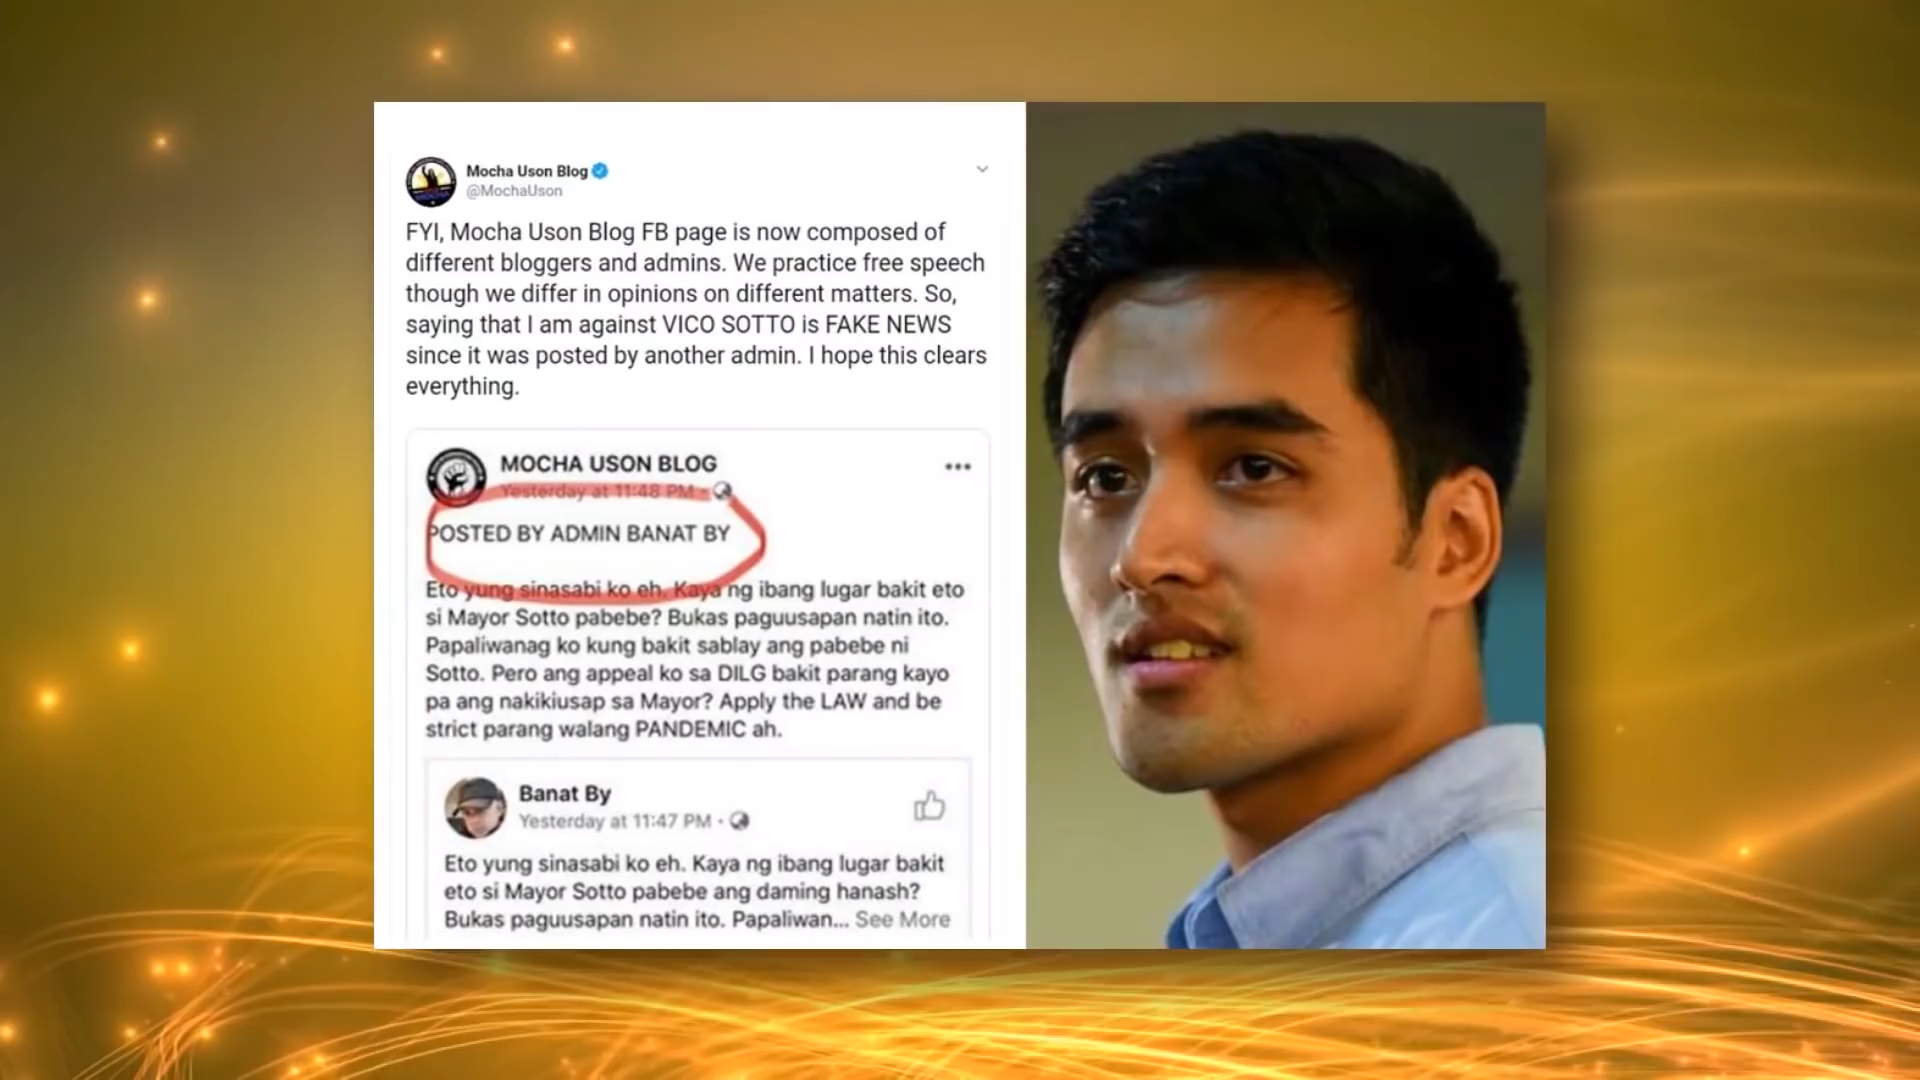 Mocha Uson Blog
@MochaUson
FYI, Mocha Uson Blog FB page is now composed of
different bloggers and admins. We practice free speech
though we differ in opinions on different matters. So,
saying that I am against VICO SOTTO is FAKE NEWS
since it was posted by another admin. I hope this clears
everything.
MOCHA USON BLOG
Yesterday at 11:48 PM ·
POSTED BY ADMIN BANAT BY
Eto yung sinasabi ko eh. Kaya ng ibang lugar bakit eto
si Mayor Sotto pabebe? Bukas paguusapan natin ito.
Papaliwanag ko kung bakit sablay ang pabebe ni
Sotto. Pero ang appeal ko sa DILG bakit parang kayo
pa ang nakikiusap sa Mayor? Apply the LAW and be
strict parang walang PANDEMIC ah.
Banat By
Yesterday at 11:47 PM ·
Eto yung sinasabi ko eh. Kaya ng ibang lugar bakit
eto si Mayor Sotto pabebe ang daming hanash?
Bukas paguusapan natin ito. Papaliwan... See More